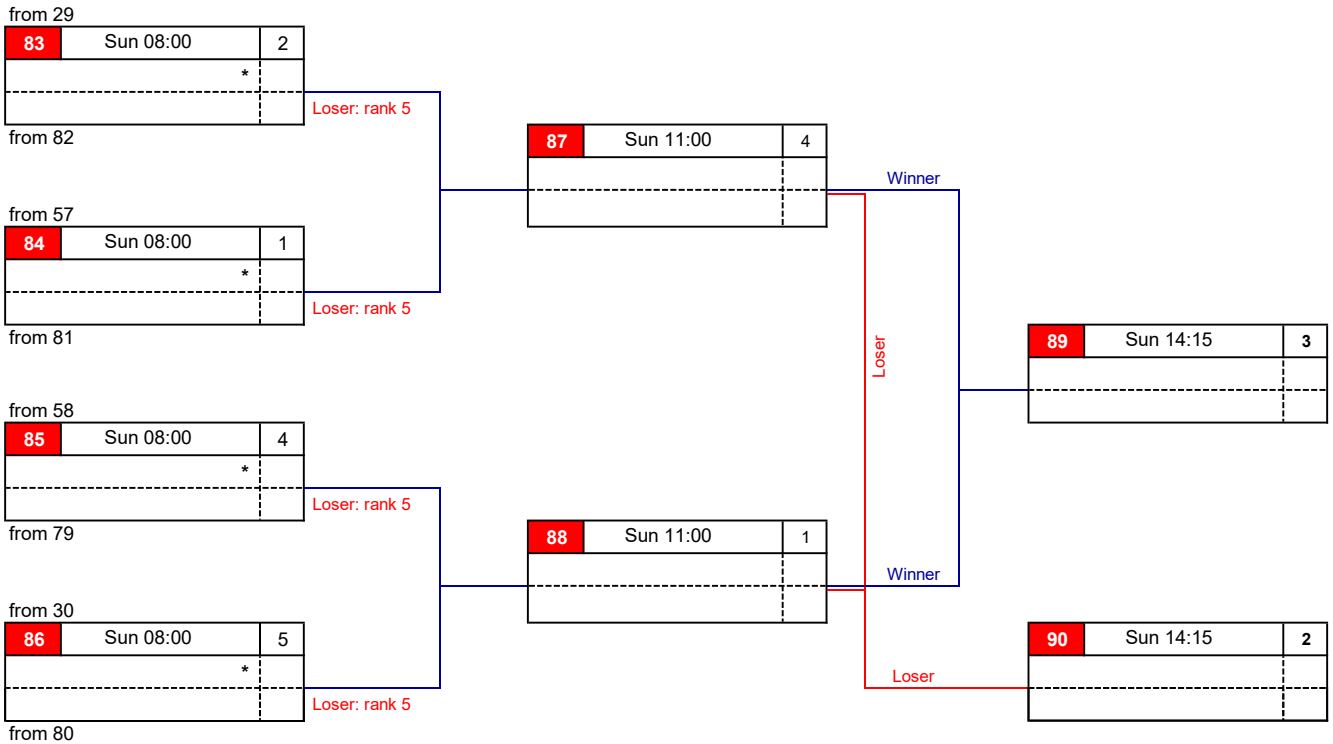 from 29
83 Sun 08:00 2
*
Loser: rank 5
from 82
from 57
84 Sun 08:00 1
*
Loser: rank 5
from 81
from 58
85 Sun 08:00 4
*
Loser: rank 5
from 79
from 30
86 Sun 08:00 5
*
Loser: rank 5
from 80
87 Sun 11:00 4
Winner
Loser
88 Sun 11:00 1
Winner
Loser
89 Sun 14:15 3
90 Sun 14:15 2